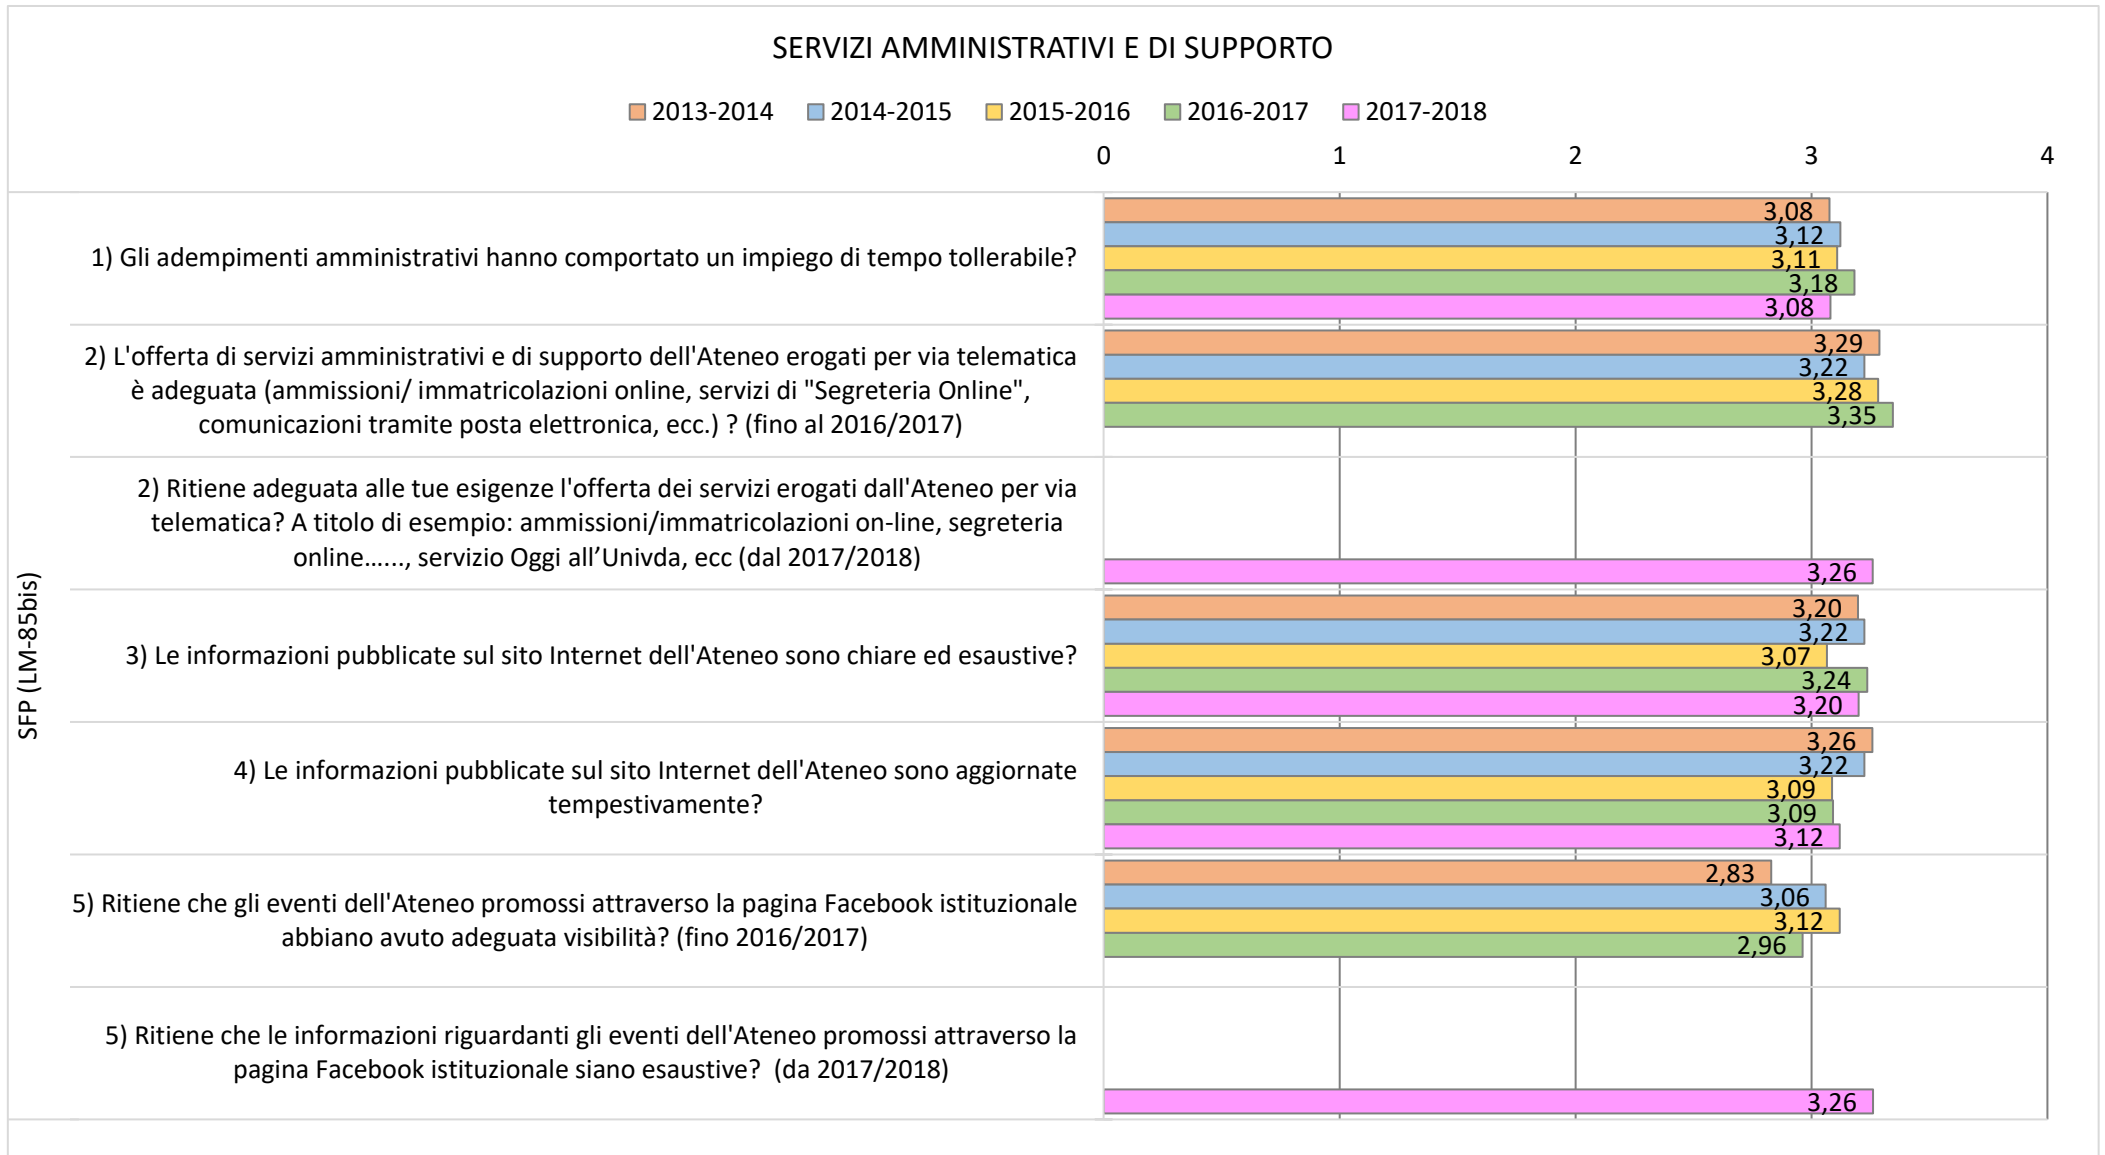 SERVIZI AMMINISTRATIVI E DI SUPPORTO
2013-2014 2014-2015 2015-2016 2016-2017 2017-2018
0 1 2 3 4
SFP (LM-85bis)
1) Gli adempimenti amministrativi hanno comportato un impiego di tempo tollerabile?
3,08
3,12
3,11
3,18
3,08
2) L'offerta di servizi amministrativi e di supporto dell'Ateneo erogati per via telematica
è adeguata (ammissioni/ immatricolazioni online, servizi di "Segreteria Online",
comunicazioni tramite posta elettronica, ecc.) ? (fino al 2016/2017)
3,29
3,22
3,28
3,35
2) Ritiene adeguata alle tue esigenze l'offerta dei servizi erogati dall'Ateneo per via
telematica? A titolo di esempio: ammissioni/immatricolazioni on-line, segreteria
online…..., servizio Oggi all’Univda, ecc (dal 2017/2018)
3,26
3) Le informazioni pubblicate sul sito Internet dell'Ateneo sono chiare ed esaustive?
3,20
3,22
3,07
3,24
3,20
4) Le informazioni pubblicate sul sito Internet dell'Ateneo sono aggiornate
tempestivamente?
3,26
3,22
3,09
3,09
3,12
5) Ritiene che gli eventi dell'Ateneo promossi attraverso la pagina Facebook istituzionale
abbiano avuto adeguata visibilità? (fino 2016/2017)
2,83
3,06
3,12
2,96
5) Ritiene che le informazioni riguardanti gli eventi dell'Ateneo promossi attraverso la
pagina Facebook istituzionale siano esaustive?  (da 2017/2018)
3,26